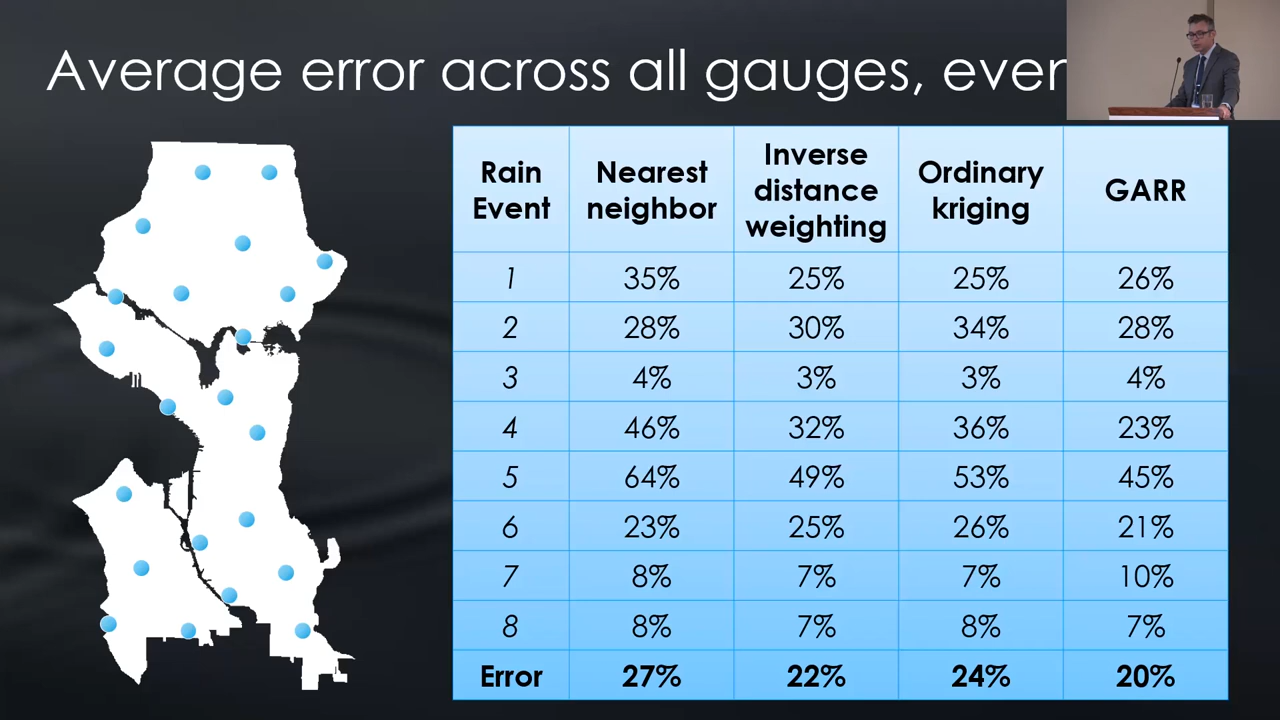 Average error across all gauges,
Rain Event Nearest neighbor Inverse distance weighting Ordinary kriging GARR
1 35% 25% 25% 26%
2 28% 30% 34% 28%
3 4% 3% 3% 4%
4 46% 32% 36% 23%
5 64% 49% 53% 45%
6 23% 25% 26% 21%
7 8% 7% 7% 10%
8 8% 7% 8% 7%
Error 27% 22% 24% 20%